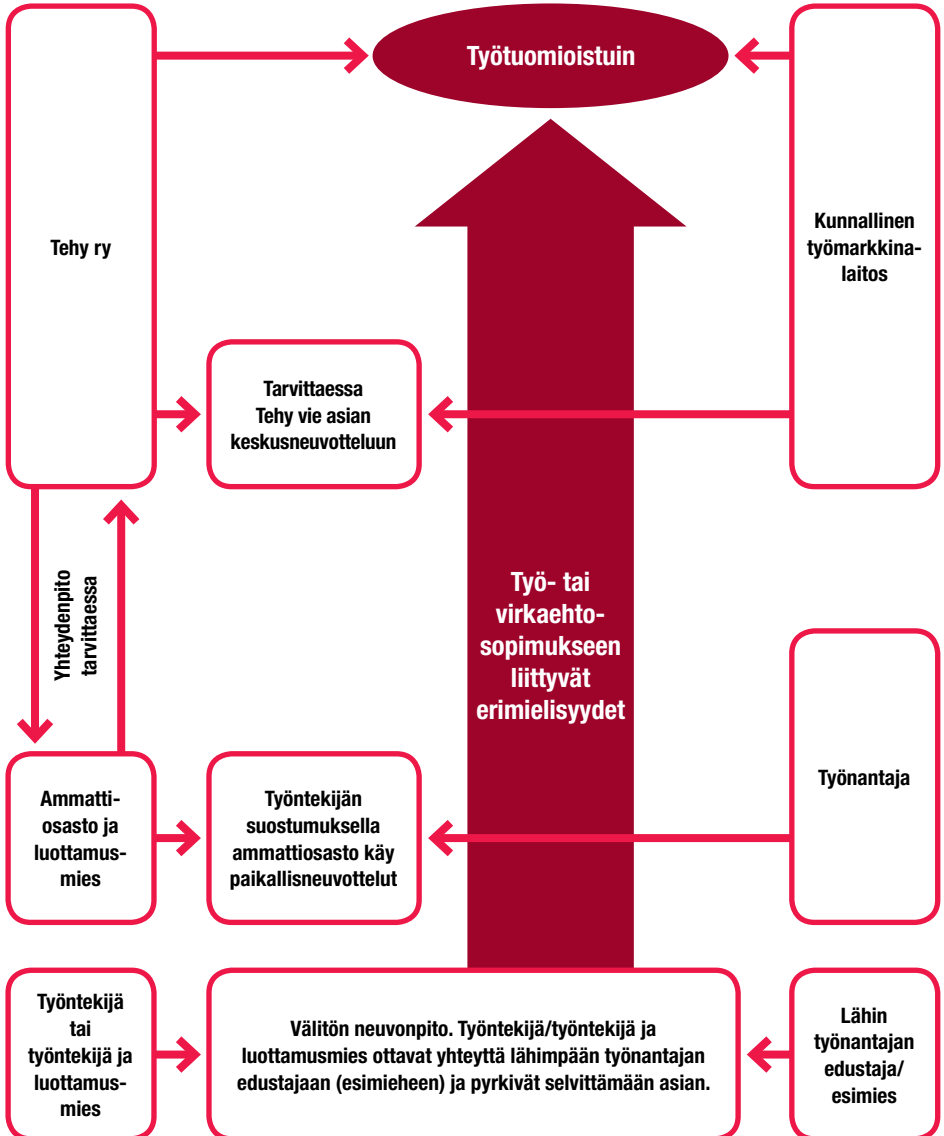 Työtuomioistuin
Tehy ry
Kunnallinen
työmarkkina-
laitos
Tarvittaessa
Tehy vie asian
keskusneuvotteluun
Yhteydenpito
tarvittaessa
Työ- tai
virkaehto-
sopimukseen
liittyvät
erimielisyydet
Ammatti-
osasto ja
luottamus-
mies
Työntekijän
suostumuksella
ammattiosasto käy
paikallisneuvottelut
Työnantaja
Työntekijä
tai
työntekijä ja
luottamus-
mies
Välitön neuvonpito. Työntekijä/työntekijä ja
luottamusmies ottavat yhteyttä lähimpään työnantajan
edustajaan (esimieheen) ja pyrkivät selvittämään asian.
Lähin
työnantajan
edustaja/
esimies